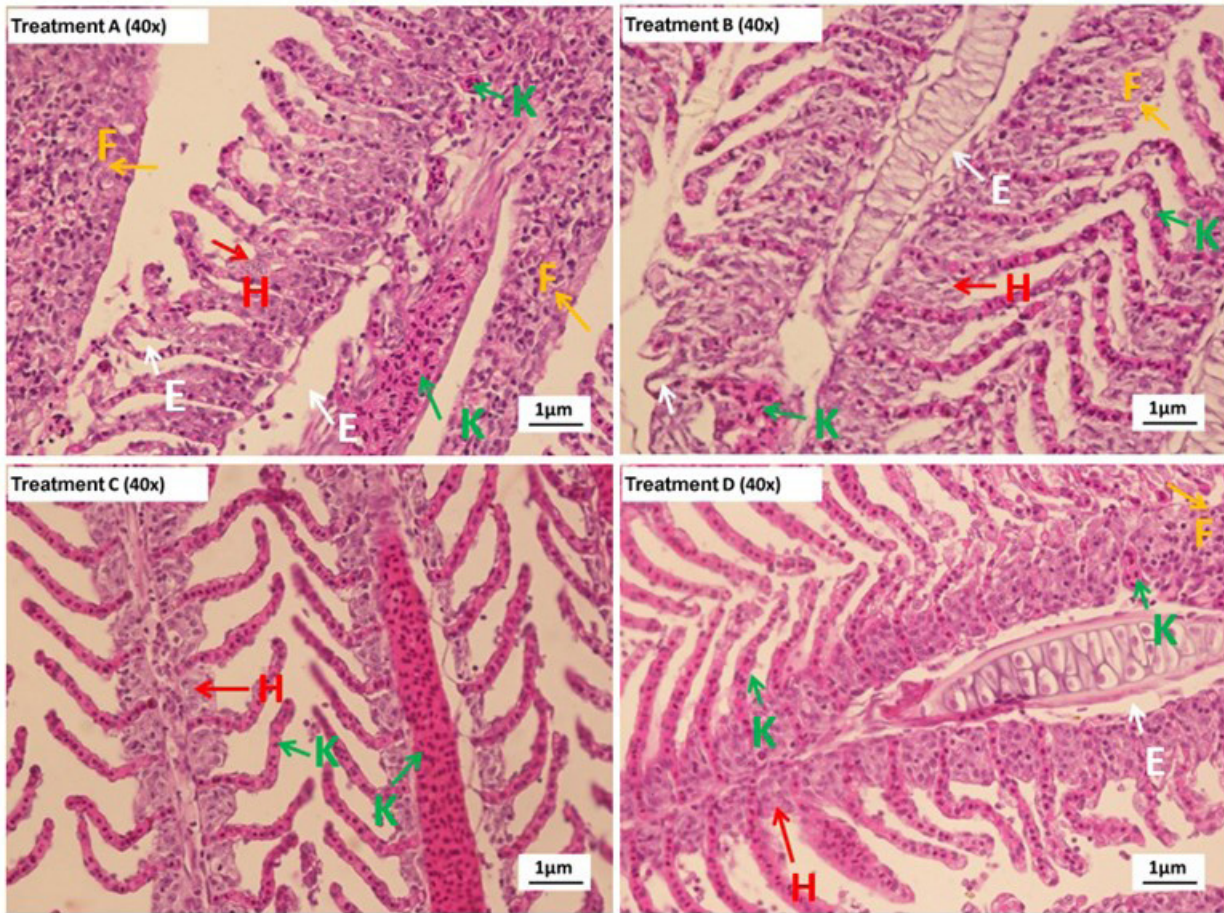 Treatment A (40x)
K
F
H
F
E
E
K
1µm
Treatment B (40x)
F
E
K
H
K
1µm
Treatment C (40x)
H
K
K
1µm
Treatment D (40x)
F
K
K
E
H
1µm